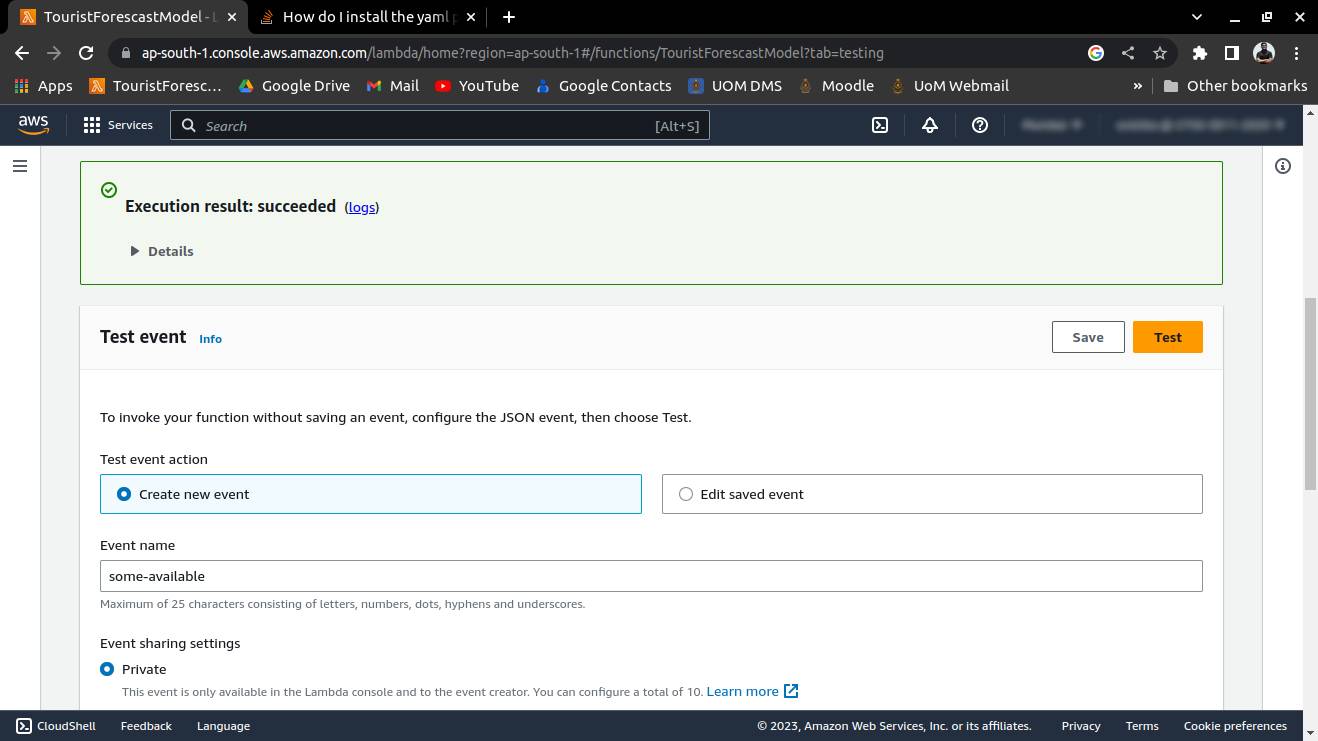 TouristForescastModel - L
How do I install the yaml p
ap-south-1.console.aws.amazon.com/lambda/home?region=ap-south-1#/functions/TouristForescastModel?tab=testing
Apps TouristForesc... Google Drive Mail YouTube Google Contacts UOM DMS Moodle UoM Webmail » Other bookmarks
aws Services Search [Alt+S]
Execution result: succeeded (logs)
Details
Test event Info Save Test
To invoke your function without saving an event, configure the JSON event, then choose Test.
Test event action
Create new event Edit saved event
Event name
some-available
Maximum of 25 characters consisting of letters, numbers, dots, hyphens and underscores.
Event sharing settings
Private
This event is only available in the Lambda console and to the event creator. You can configure a total of 10. Learn more
CloudShell Feedback Language © 2023, Amazon Web Services, Inc. or its affiliates. Privacy Terms Cookie preferences